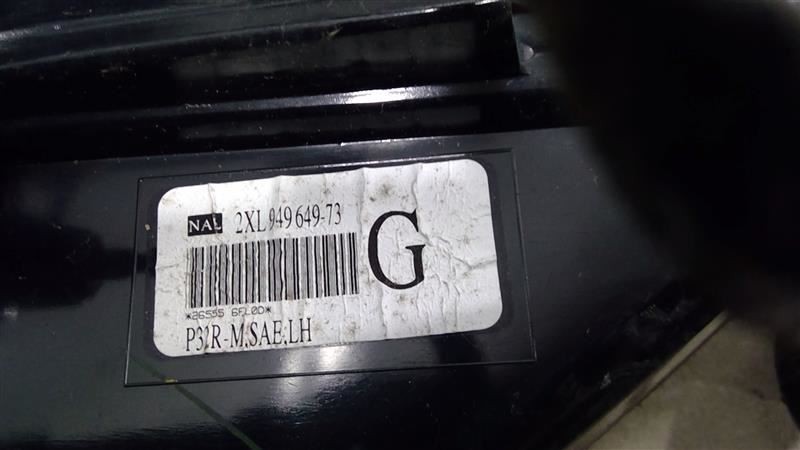 NAL 2XL 949 649-73
G
*26555 6FL0D*
P32R-M,SAE,LH